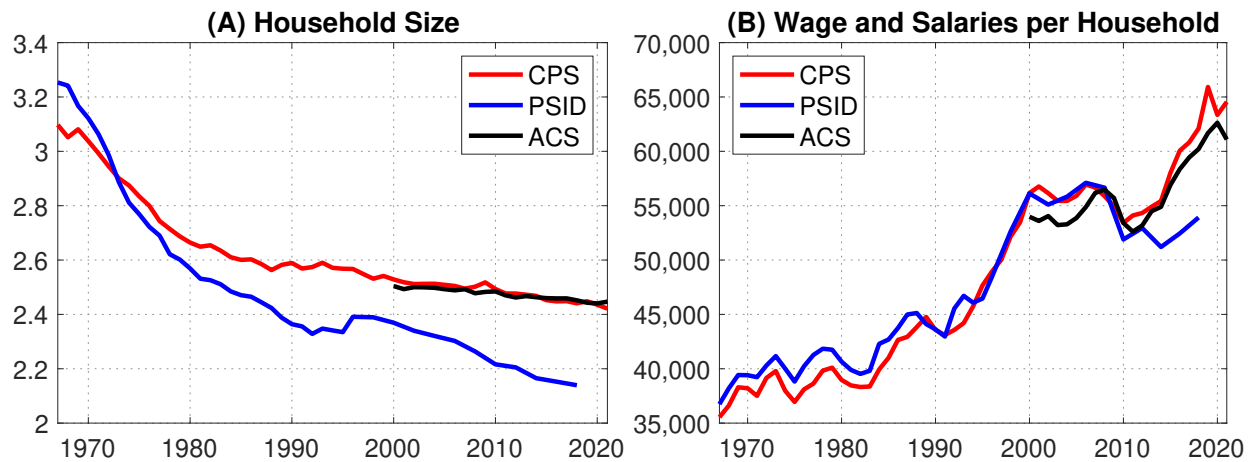 (A) Household Size
3.4
3.2
3
2.8
2.6
2.4
2.2
2
1970 1980 1990 2000 2010 2020
CPS
PSID
ACS
(B) Wage and Salaries per Household
70,000
65,000
60,000
55,000
50,000
45,000
40,000
35,000
1970 1980 1990 2000 2010 2020
CPS
PSID
ACS